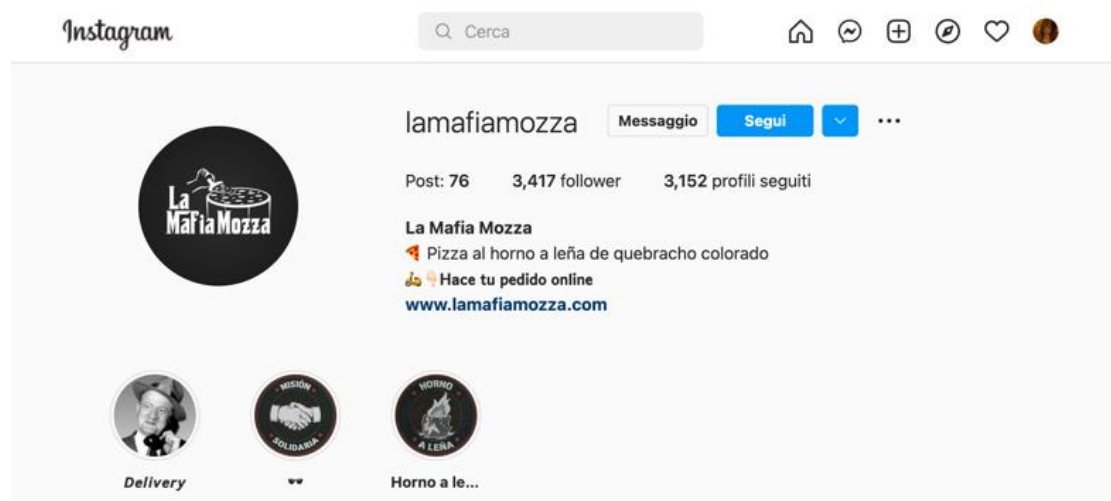 Instagram
Cerca
lamafiamozza Messaggio Segui
Post: 76 3,417 follower 3,152 profili seguiti
La Mafia Mozza
La Mafia Mozza
🍕 Pizza al horno a leña de quebracho colorado
🛵👇🏻Hace tu pedido online
www.lamafiamozza.com
MISIÓN SOLIDARIA
HORNO A LEÑA
Delivery 🕶️ Horno a le...